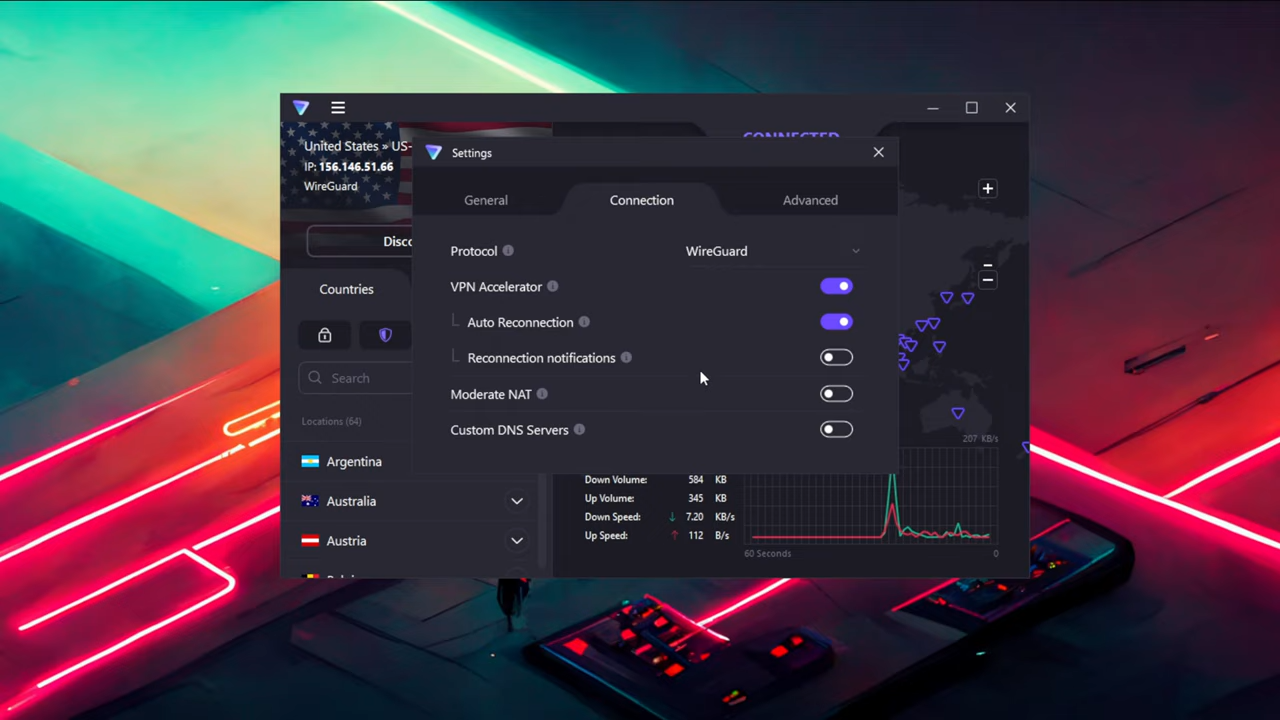 United States » US-
IP: 156.146.51.66
WireGuard
CONNECTED
Settings
General
Connection
Advanced
Protocol
WireGuard
VPN Accelerator
Auto Reconnection
Reconnection notifications
Moderate NAT
Custom DNS Servers
Disco
Countries
Search
Locations (64)
Argentina
Australia
Austria
207 KB/s
Down Volume: 584 KB
Up Volume: 345 KB
Down Speed: ↓ 7.20 KB/s
Up Speed: ↑ 112 B/s
60 Seconds
0